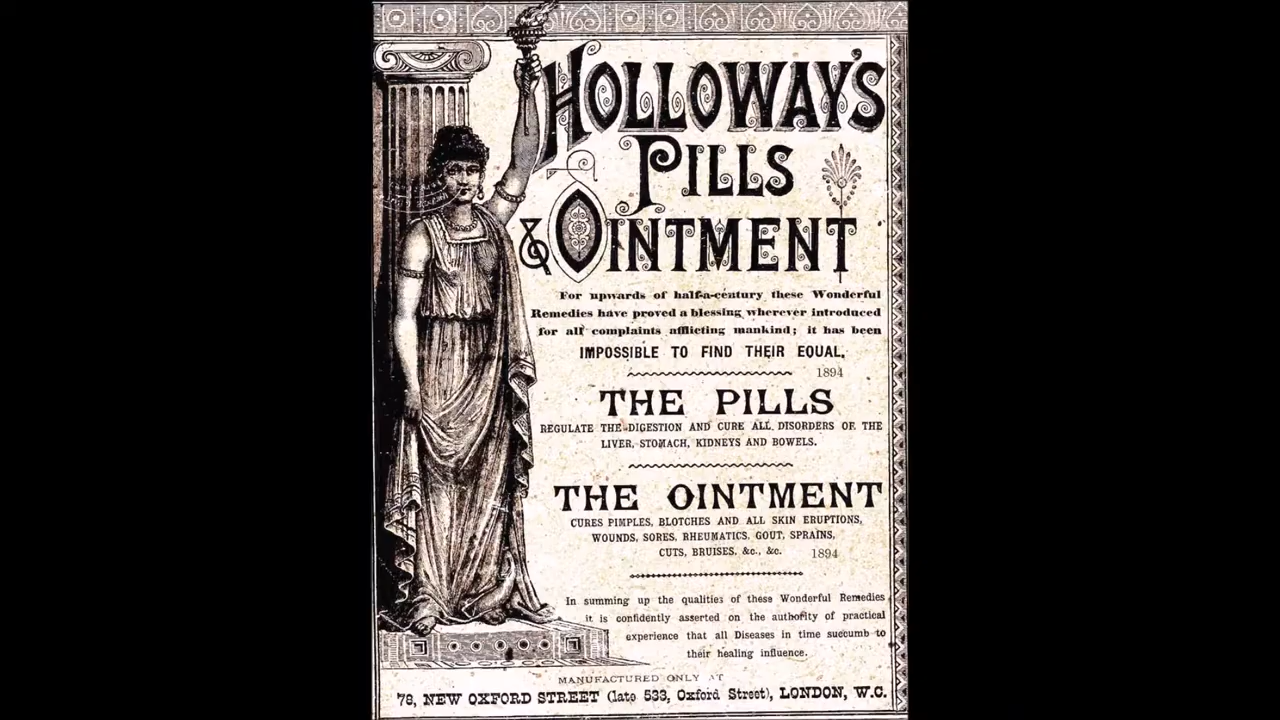 HOLLOWAY'S
PILLS
& OINTMENT
For upwards of half-a-century these Wonderful
Remedies have proved a blessing wherever introduced
for all complaints afflicting mankind; it has been
IMPOSSIBLE TO FIND THEIR EQUAL.
1894
THE PILLS
REGULATE THE DIGESTION AND CURE ALL DISORDERS OF THE
LIVER, STOMACH, KIDNEYS AND BOWELS.
THE OINTMENT
CURES PIMPLES, BLOTCHES AND ALL SKIN ERUPTIONS,
WOUNDS, SORES, RHEUMATICS, GOUT, SPRAINS,
CUTS, BRUISES, &c., &c.
1894
In summing up the qualities of these Wonderful Remedies
it is confidently asserted on the authority of practical
experience that all Diseases in time succumb to
their healing influence.
MANUFACTURED ONLY AT
78, NEW OXFORD STREET (late 533, Oxford Street), LONDON, W.C.